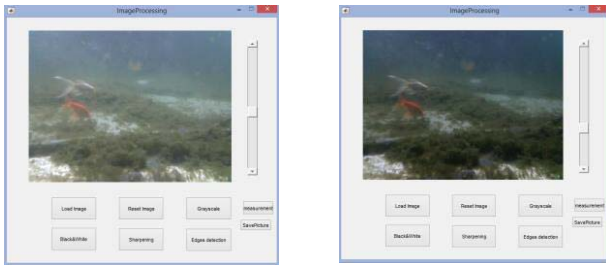 ImageProcessing
Load Image Reset Image Grayscale measurement
SavePicture
Black&White Sharpening Edges detection
ImageProcessing
Load Image Reset Image Grayscale measurement
SavePicture
Black&White Sharpening Edges detection